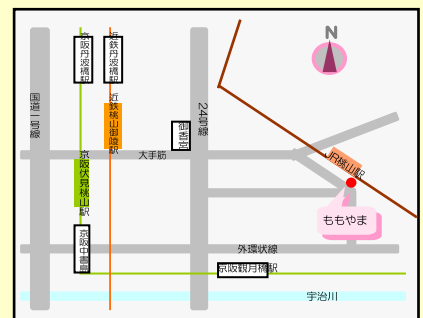 N
京阪丹波橋駅
近鉄丹波橋駅
国道一号線
近鉄桃山御陵駅
24号線
御香宮
大手筋
JR桃山駅
京阪伏見桃山駅
ももやま
京阪中書島
外環状線
京阪観月橋駅
宇治川